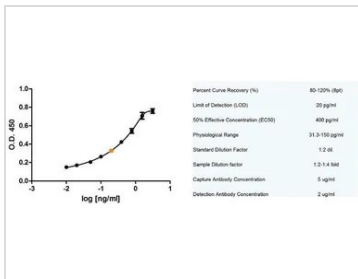 1.0
0.8
0.6
0.4
0.2
0.0
-3
-2
-1
0
1
O.D. 450
log [ng/ml]
Percent Curve Recovery (%) 80-120% (8pt)
Limit of Detection (LOD) 20 pg/ml
50% Effective Concentration (EC50) 400 pg/ml
Physiological Range 31.3-150 pg/ml
Standard Dilution Factor 1:2 dil.
Sample Dilution factor 1:2-1:4 fold
Capture Antibody Concentration 5 ug/ml
Detection Antibody Concentration 2 ug/ml